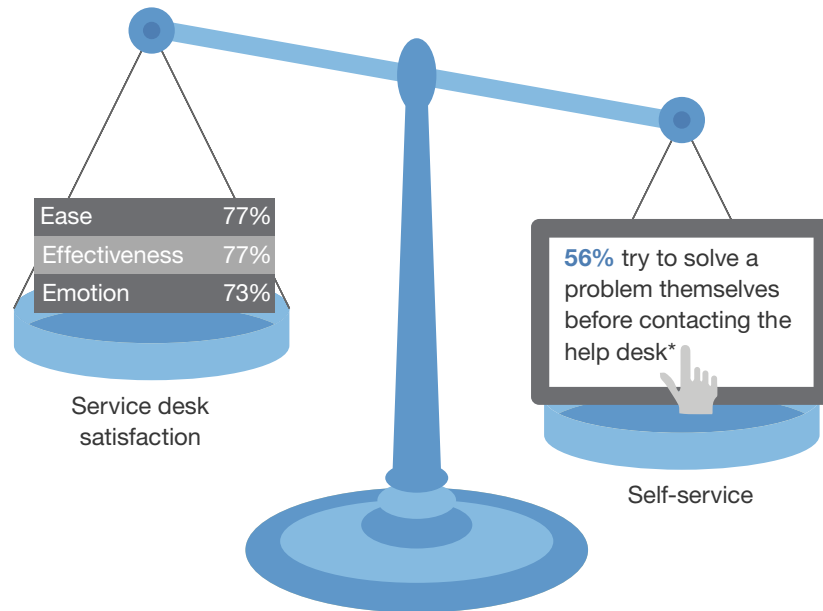 Ease 77%
Effectiveness 77%
Emotion 73%
Service desk
satisfaction
56% try to solve a
problem themselves
before contacting the
help desk*
Self-service